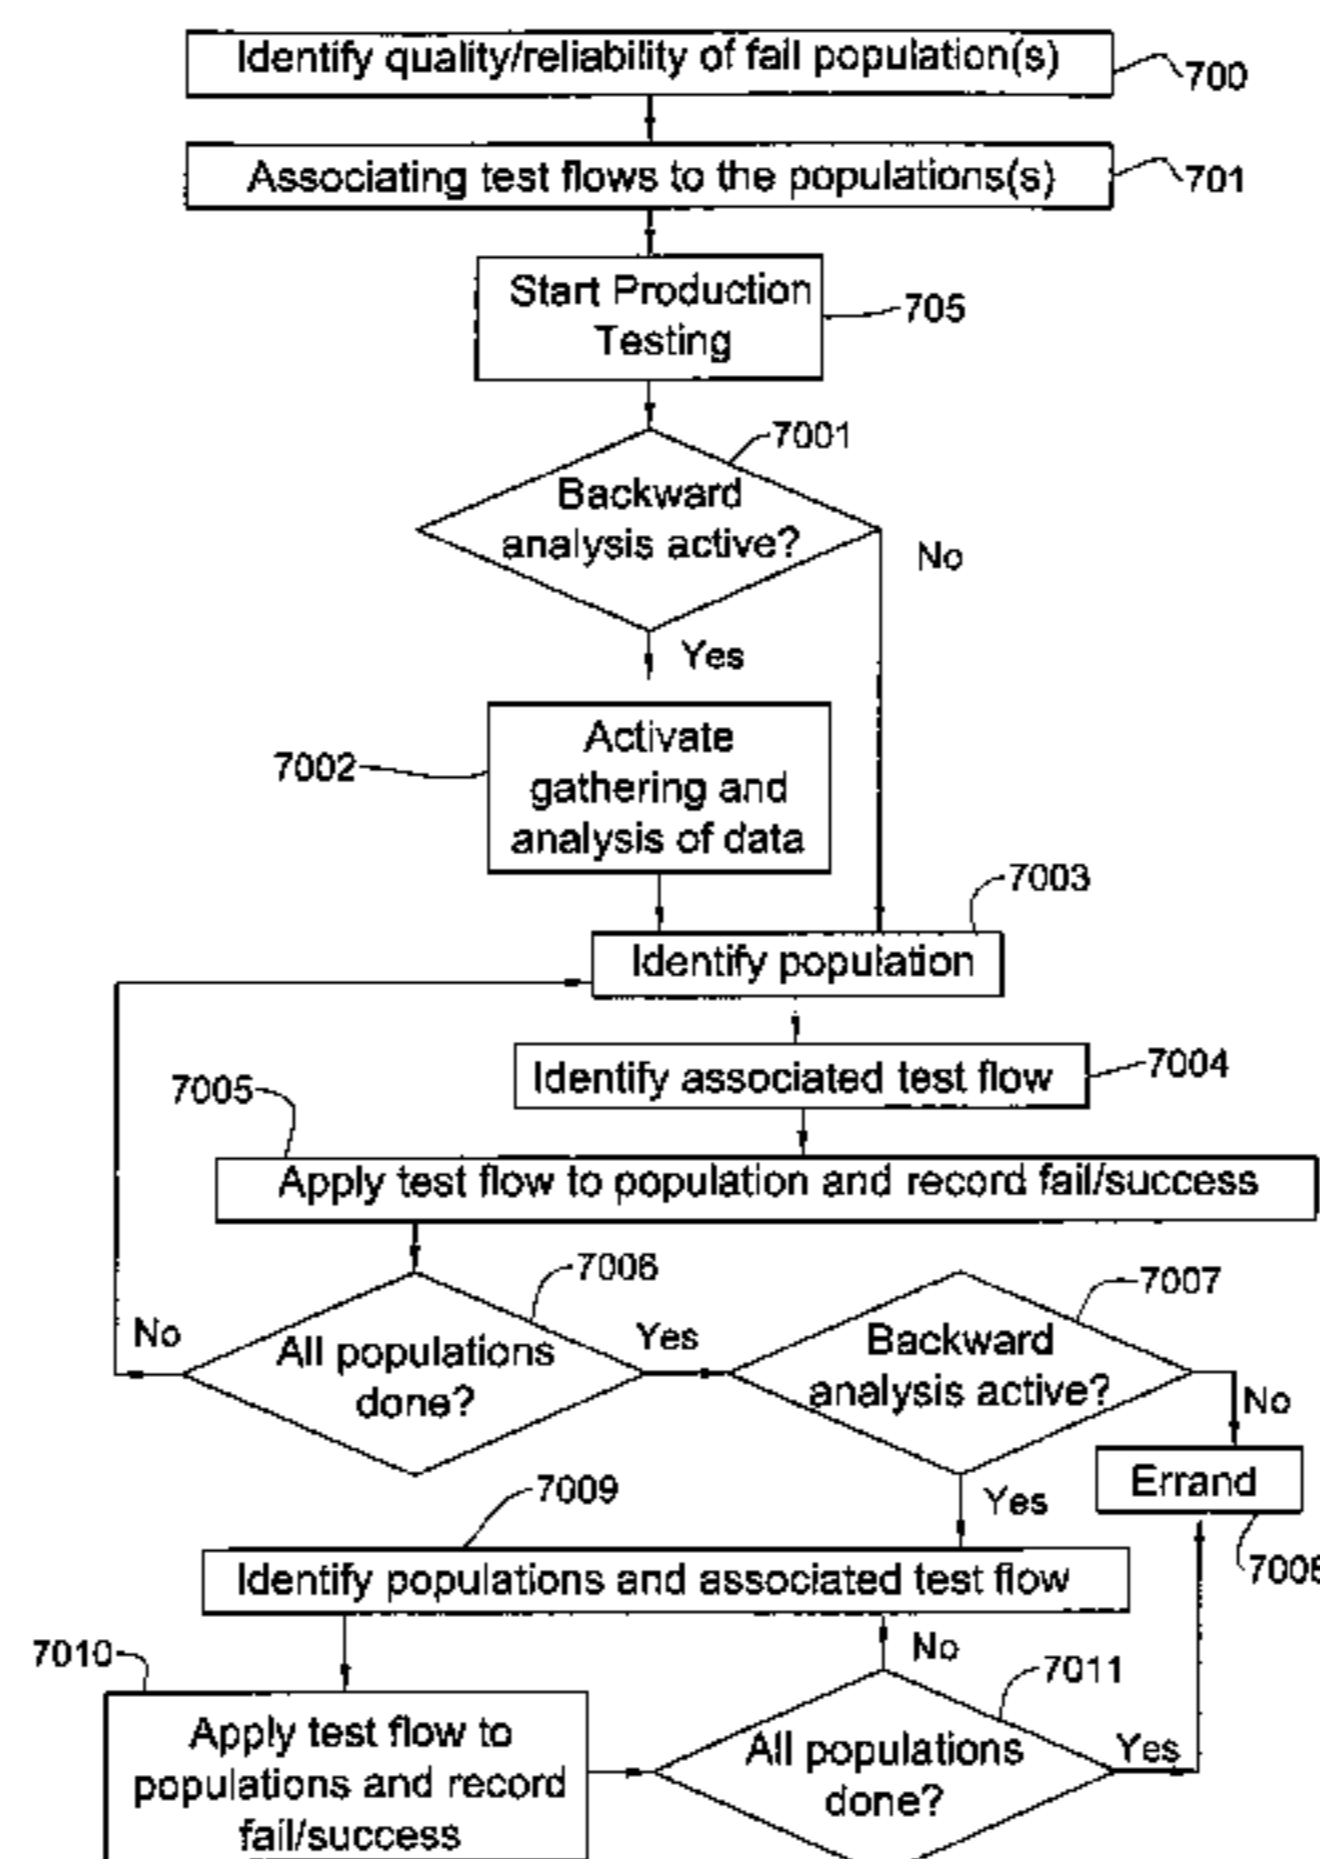 Identify quality/reliability of fail population(s)
700
Associating test flows to the populations(s)
701
Start Production
Testing
705
7001
Backward
analysis active?
No
Yes
Activate
gathering and
analysis of data
7002
7003
Identify population
Identify associated test flow
7004
7005
Apply test flow to population and record fail/success
7006
All populations
done?
No
Yes
7007
Backward
analysis active?
No
Yes
Errand
7008
7009
Identify populations and associated test flow
7010
Apply test flow to
populations and record
fail/success
No
7011
All populations
done?
Yes